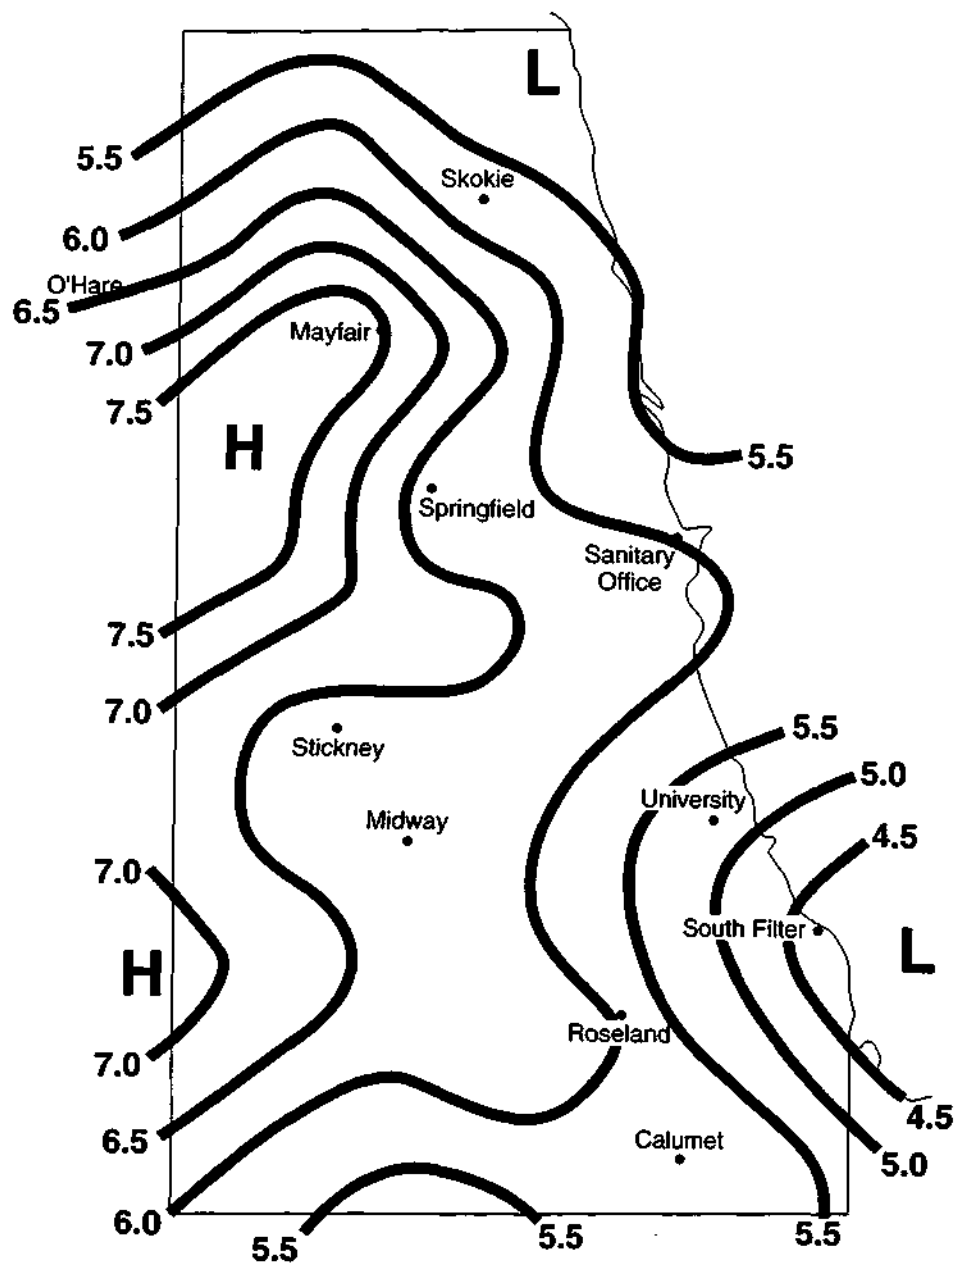 L
5.5
Skokie
6.0
O'Hare
6.5
Mayfair
7.0
7.5
H
5.5
Springfield
Sanitary
Office
7.5
7.0
5.5
Stickney
5.0
University
Midway
4.5
7.0
South Filter
L
H
Roseland
7.0
4.5
6.5
Calumet
5.0
6.0
5.5
5.5
5.5